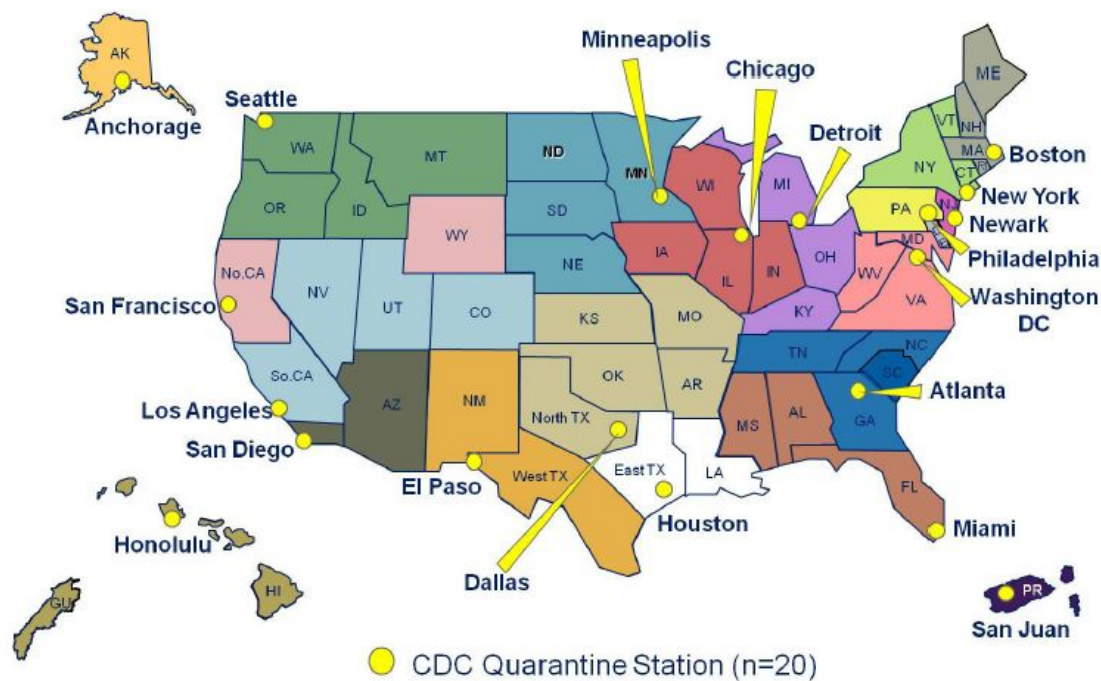 AK
Anchorage
Seattle
Minneapolis
Chicago
Detroit
Boston
New York
Newark
Philadelphia
Washington
DC
San Francisco
Los Angeles
San Diego
El Paso
Dallas
Houston
Atlanta
Miami
Honolulu
San Juan
WA
OR
ID
MT
ND
MN
SD
NE
WY
No.CA
NV
UT
CO
So.CA
AZ
NM
KS
OK
North TX
West TX
East TX
MO
AR
LA
WI
IA
IL
IN
MI
OH
KY
TN
NC
SC
GA
MS
AL
FL
WV
VA
MD
PA
NJ
NY
VT
NH
ME
MA
CT
RI
GU
HI
PR
CDC Quarantine Station (n=20)